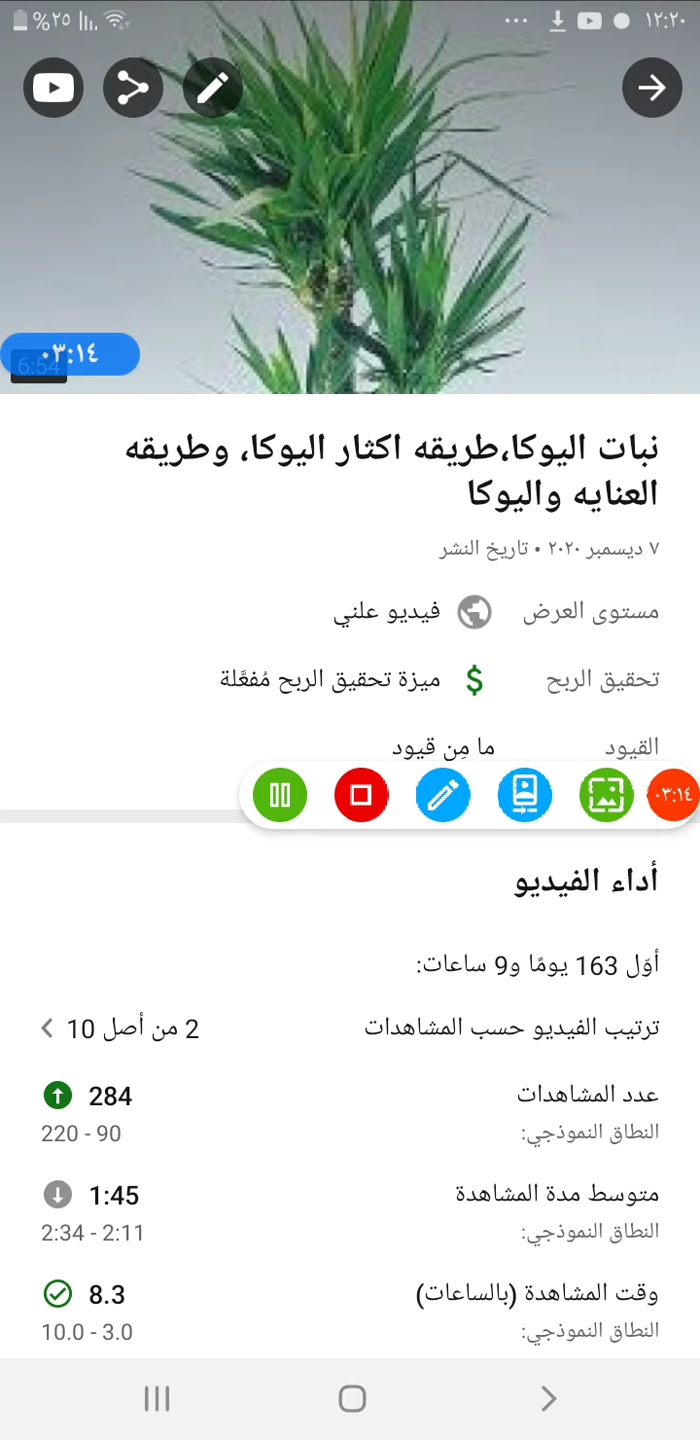 %٢٥ ١٢:٢٠
٠٣:١٤
6:54
نبات اليوكا،طريقه اكثار اليوكا، وطريقه
العنايه واليوكا
٧ ديسمبر ٢٠٢٠ • تاريخ النشر
مستوى العرض فيديو علني
تحقيق الربح $ ميزة تحقيق الربح مُفعَّلة
القيود ما مِن قيود
٠٣:١٤
أداء الفيديو
أوّل 163 يومًا و9 ساعات:
ترتيب الفيديو حسب المشاهدات 2 من أصل 10
عدد المشاهدات 284
النطاق النموذجي: 90 - 220
متوسط مدة المشاهدة 1:45
النطاق النموذجي: 2:11 - 2:34
وقت المشاهدة (بالساعات) 8.3
النطاق النموذجي: 3.0 - 10.0